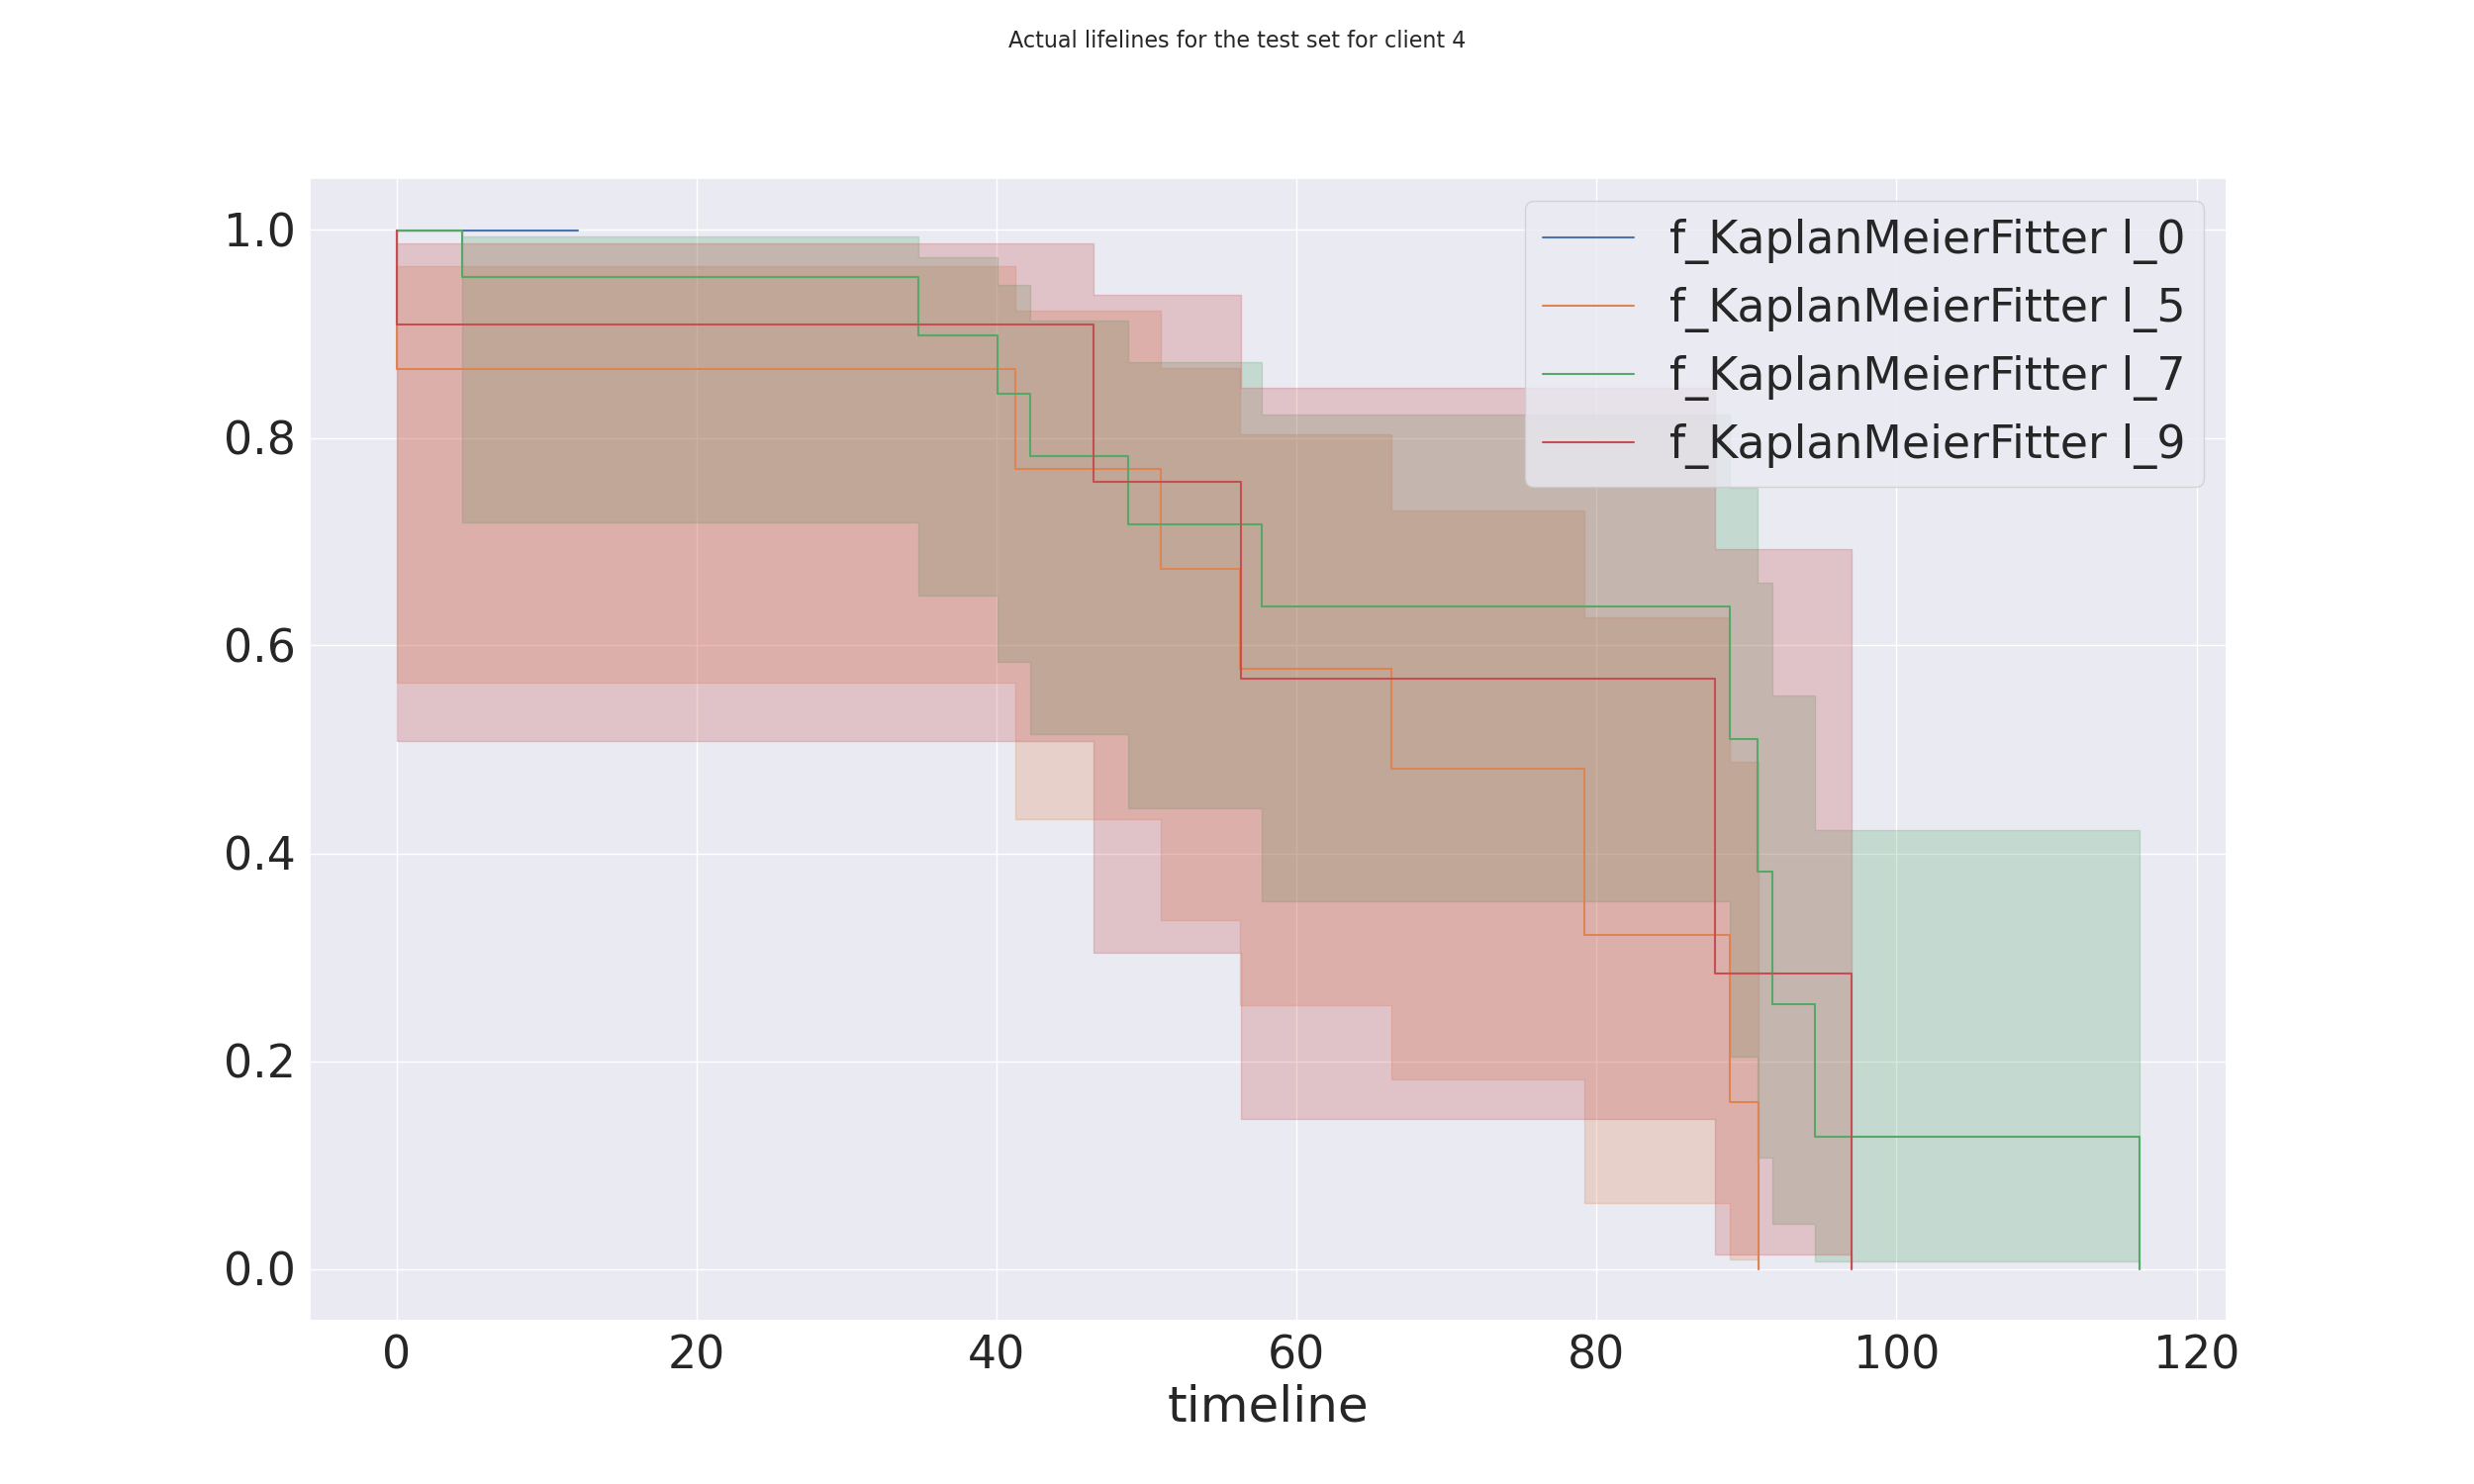 Actual lifelines for the test set for client 4
1.0
0.8
0.6
0.4
0.2
0.0
f_KaplanMeierFitter l_0
f_KaplanMeierFitter l_5
f_KaplanMeierFitter l_7
f_KaplanMeierFitter l_9
0 20 40 60 80 100 120
timeline